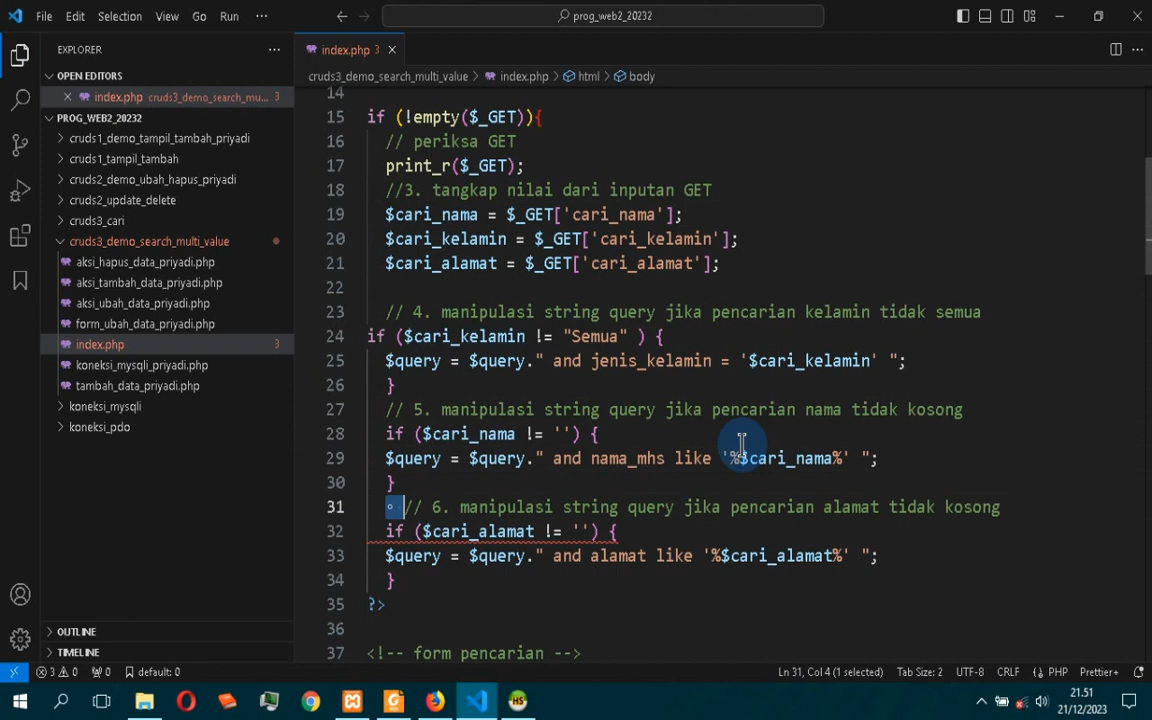 File Edit Selection View Go Run ··· prog_web2_20232
EXPLORER ···
index.php 3
OPEN EDITORS
cruds3_demo_search_multi_value > index.php > html > body
index.php cruds3_demo_search_mu... 3
PROG_WEB2_20232
cruds1_demo_tampil_tambah_priyadi
cruds1_tampil_tambah
cruds2_demo_ubah_hapus_priyadi
cruds2_update_delete
cruds3_cari
cruds3_demo_search_multi_value
aksi_hapus_data_priyadi.php
aksi_tambah_data_priyadi.php
aksi_ubah_data_priyadi.php
form_ubah_data_priyadi.php
index.php 3
koneksi_mysqli_priyadi.php
tambah_data_priyadi.php
koneksi_mysqli
koneksi_pdo
OUTLINE
TIMELINE
14
15 if (!empty($_GET)){
16 // periksa GET
17 print_r($_GET);
18 //3. tangkap nilai dari inputan GET
19 $cari_nama = $_GET['cari_nama'];
20 $cari_kelamin = $_GET['cari_kelamin'];
21 $cari_alamat = $_GET['cari_alamat'];
22
23 // 4. manipulasi string query jika pencarian kelamin tidak semua
24 if ($cari_kelamin != "Semua" ) {
25 $query = $query." and jenis_kelamin = '$cari_kelamin' ";
26 }
27 // 5. manipulasi string query jika pencarian nama tidak kosong
28 if ($cari_nama != '') {
29 $query = $query." and nama_mhs like '%$cari_nama%' ";
30 }
31 // 6. manipulasi string query jika pencarian alamat tidak kosong
32 if ($cari_alamat != '') {
33 $query = $query." and alamat like '%$cari_alamat%' ";
34 }
35 ?>
36
37 <!-- form pencarian -->
3 0 0 default: 0 Ln 31, Col 4 (1 selected) Tab Size: 2 UTF-8 CRLF PHP Prettier+
21.51
21/12/2023